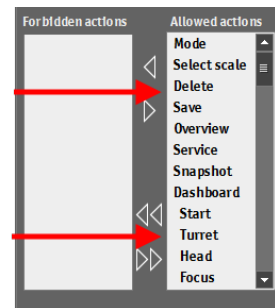 Forbidden actions
Allowed actions
Mode
Select scale
Delete
Save
Overview
Service
Snapshot
Dashboard
Start
Turret
Head
Focus